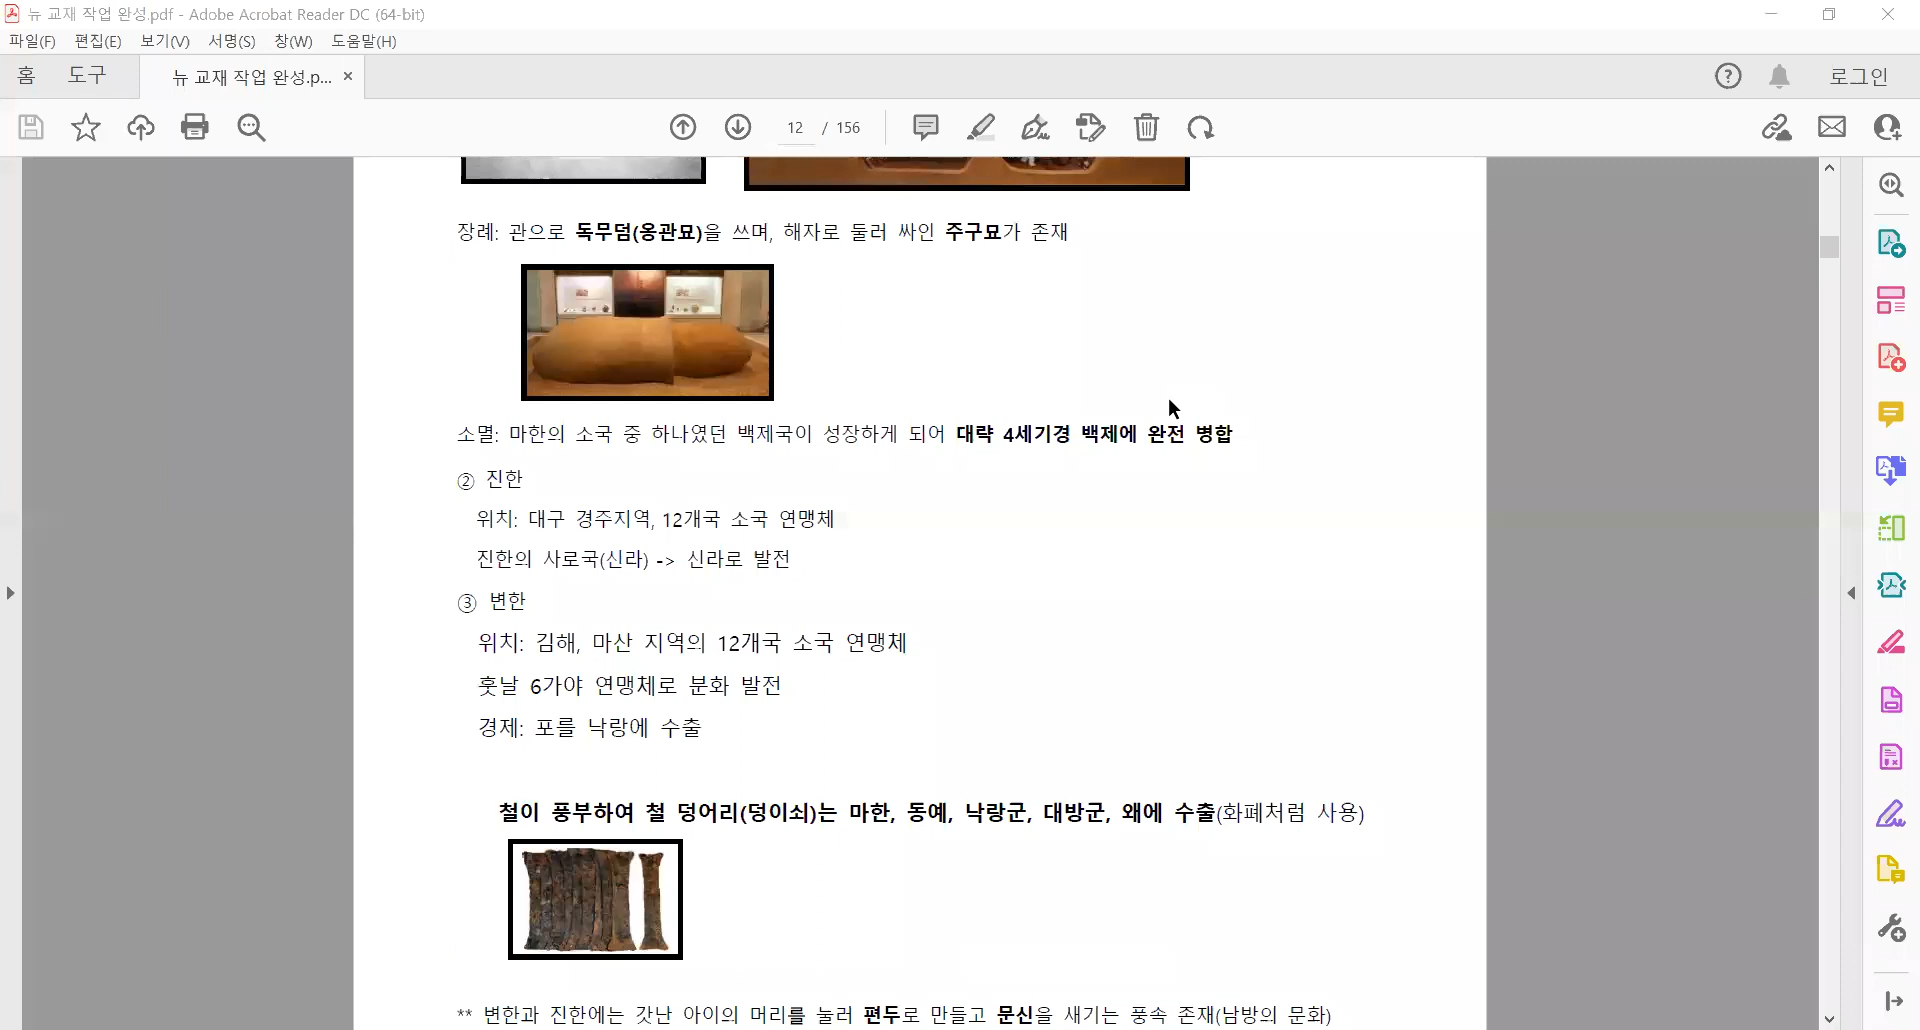 뉴 교재 작업 완성.pdf - Adobe Acrobat Reader DC (64-bit)
파일(F) 편집(E) 보기(V) 서명(S) 창(W) 도움말(H)
홈 도구 뉴 교재 작업 완성.p... × 로그인
12 / 156
장례: 관으로 독무덤(옹관묘)을 쓰며, 해자로 둘러 싸인 주구묘가 존재
소멸: 마한의 소국 중 하나였던 백제국이 성장하게 되어 대략 4세기경 백제에 완전 병합
② 진한
위치: 대구 경주지역, 12개국 소국 연맹체
진한의 사로국(신라) -> 신라로 발전
③ 변한
위치: 김해, 마산 지역의 12개국 소국 연맹체
훗날 6가야 연맹체로 분화 발전
경제: 포를 낙랑에 수출
철이 풍부하여 철 덩어리(덩이쇠)는 마한, 동예, 낙랑군, 대방군, 왜에 수출(화폐처럼 사용)
** 변한과 진한에는 갓난 아이의 머리를 눌러 편두로 만들고 문신을 새기는 풍속 존재(남방의 문화)